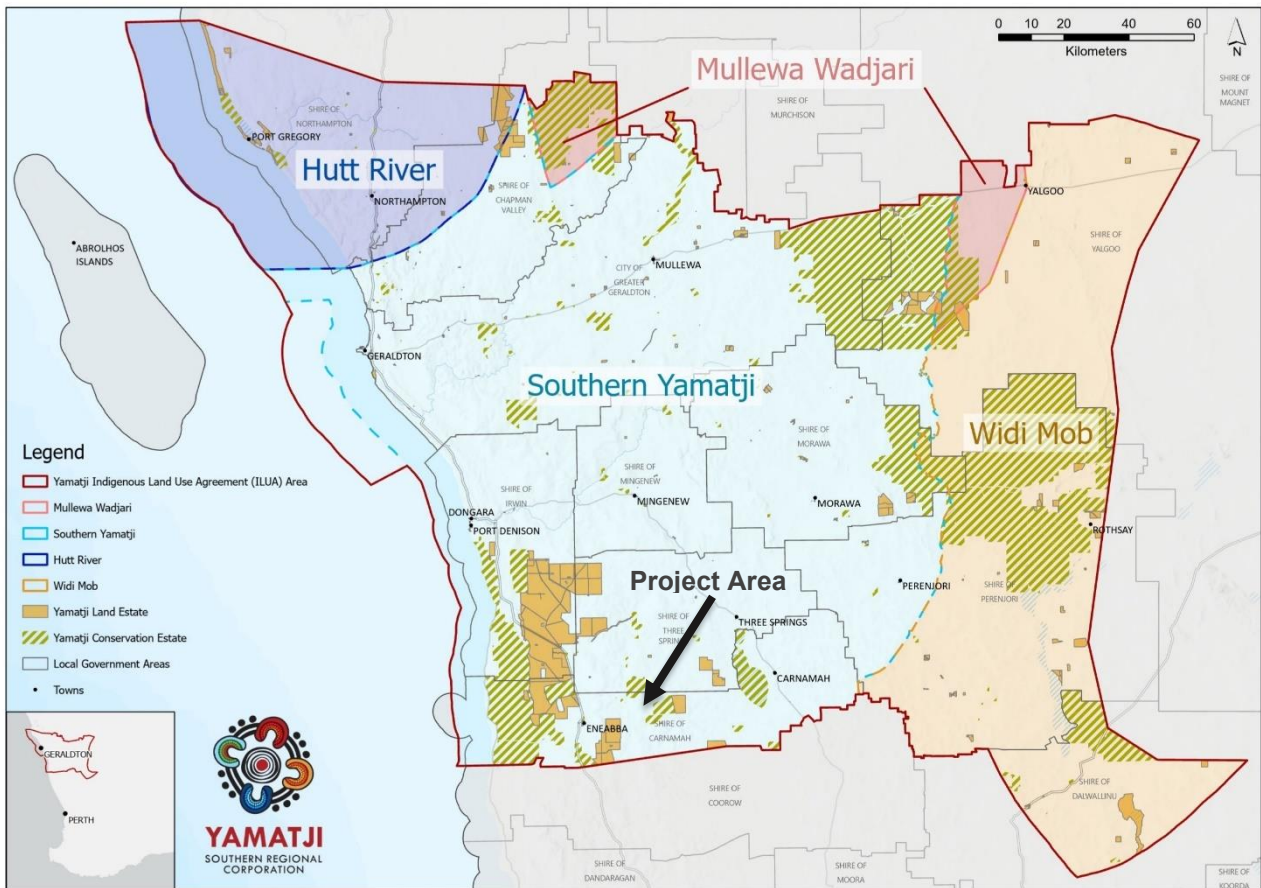 0 10 20 40 60
Kilometers
N
Mullewa Wadjari
SHIRE OF
MOUNT
MAGNET
SHIRE OF
MURCHISON
SHIRE OF
NORTHAMPTON
PORT GREGORY
Hutt River
NORTHAMPTON
SHIRE OF
CHAPMAN
VALLEY
YALGOO
SHIRE OF
YALGOO
ABROLHOS
ISLANDS
MULLEWA
CITY OF
GREATER
GERALDTON
GERALDTON
Southern Yamatji
Widi Mob
SHIRE OF
MORAWA
SHIRE OF
MINGENEW
MINGENEW
MORAWA
SHIRE OF
IRWIN
DONGARA
PORT DENISON
ROTHSAY
Project Area
PERENJORI
SHIRE OF
PERENJORI
SHIRE OF
THREE
SPRINGS
THREE SPRINGS
CARNAMAH
ENEABBA
SHIRE OF
CARNAMAH
SHIRE OF
COOROW
SHIRE OF
DALWALLINU
SHIRE OF
DANDARAGAN
SHIRE OF
MOORA
SHIRE OF
KOORDA
Legend
Yamatji Indigenous Land Use Agreement (ILUA) Area
Mullewa Wadjari
Southern Yamatji
Hutt River
Widi Mob
Yamatji Land Estate
Yamatji Conservation Estate
Local Government Areas
Towns
GERALDTON
PERTH
YAMATJI
SOUTHERN REGIONAL
CORPORATION